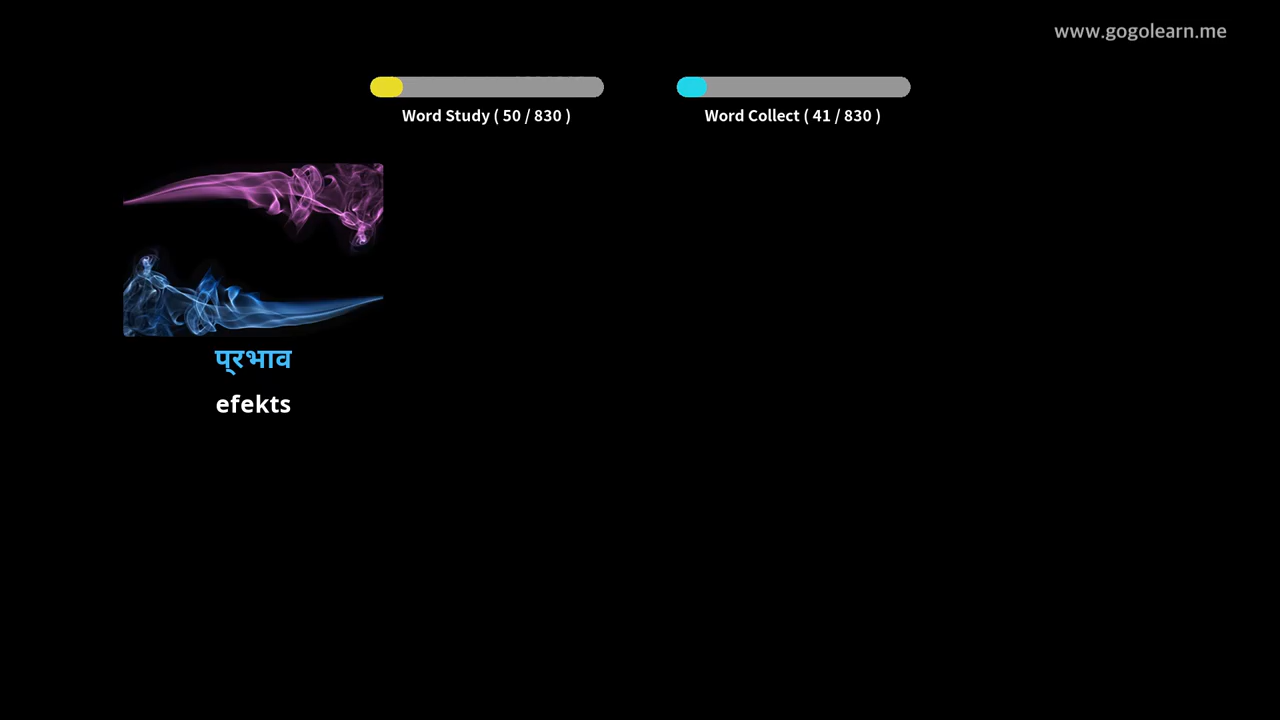 www.gogolearn.me
Word Study ( 50 / 830 )
Word Collect ( 41 / 830 )
प्रभाव
efekts